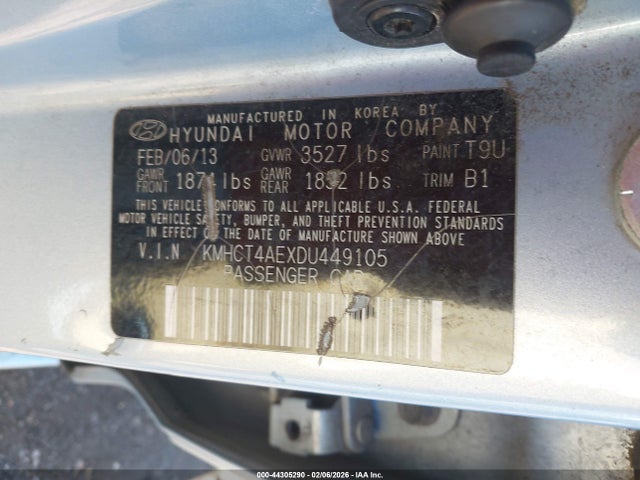 MANUFACTURED IN KOREA BY
HYUNDAI MOTOR COMPANY
FEB/06/13 GVWR 3527 lbs PAINT T9U
GAWR FRONT 1874 lbs GAWR REAR 1832 lbs TRIM B1
THIS VEHICLE CONFORMS TO ALL APPLICABLE U.S.A. FEDERAL
MOTOR VEHICLE SAFETY, BUMPER, AND THEFT PREVENTION STANDARDS
IN EFFECT ON THE DATE OF MANUFACTURE SHOWN ABOVE
V.I.N KMHCT4AEXDU449105
PASSENGER CAR
000-44305290 - 02/06/2026 - IAA Inc.